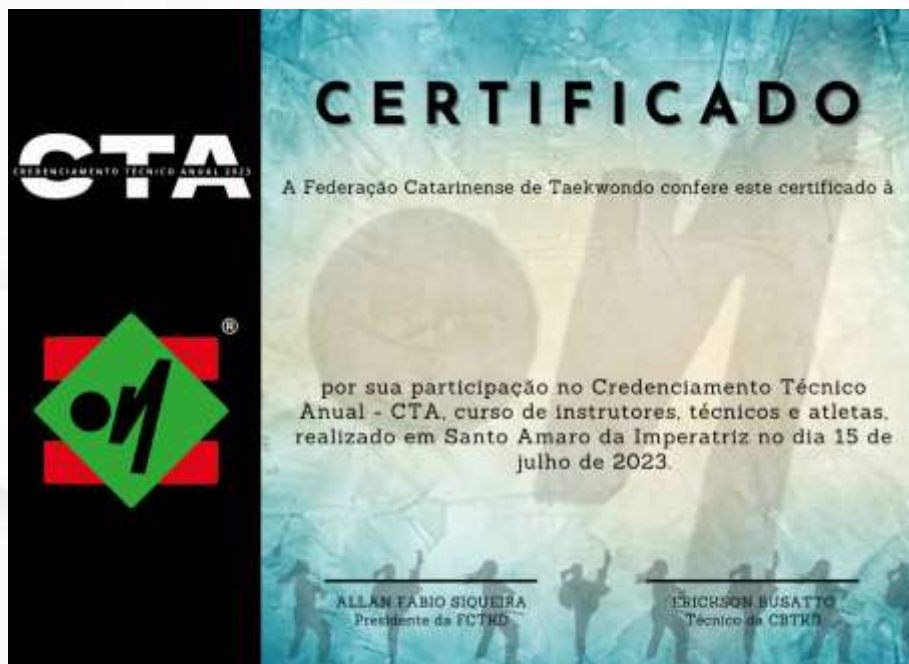 CTA
CREDENCIAMENTO TÉCNICO ANUAL 2023
®
CERTIFICADO
A Federação Catarinense de Taekwondo confere este certificado à
por sua participação no Credenciamento Técnico
Anual - CTA, curso de instrutores, técnicos e atletas,
realizado em Santo Amaro da Imperatriz no dia 15 de
julho de 2023.
ALLAN FABIO SIQUEIRA
Presidente da FCTKD
ERICKSON BUSATTO
Técnico da CBTKD